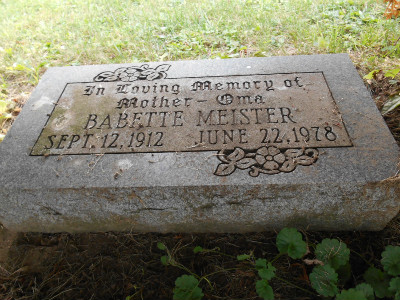 In Loving Memory of
Mother - Oma
BABETTE MEISTER
SEPT. 12, 1912 JUNE 22, 1978